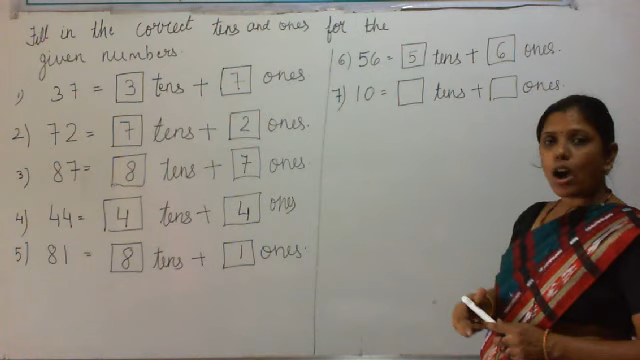 Fill in the correct tens and ones for the
given numbers.
1) 37 = 3 tens + 7 ones
2) 72 = 7 tens + 2 ones.
3) 87= 8 tens + 7 ones.
4) 44= 4 tens + 4 ones
5) 81 = 8 tens + 1 ones.
6) 56 = 5 tens + 6 ones.
7) 10 = tens + ones.